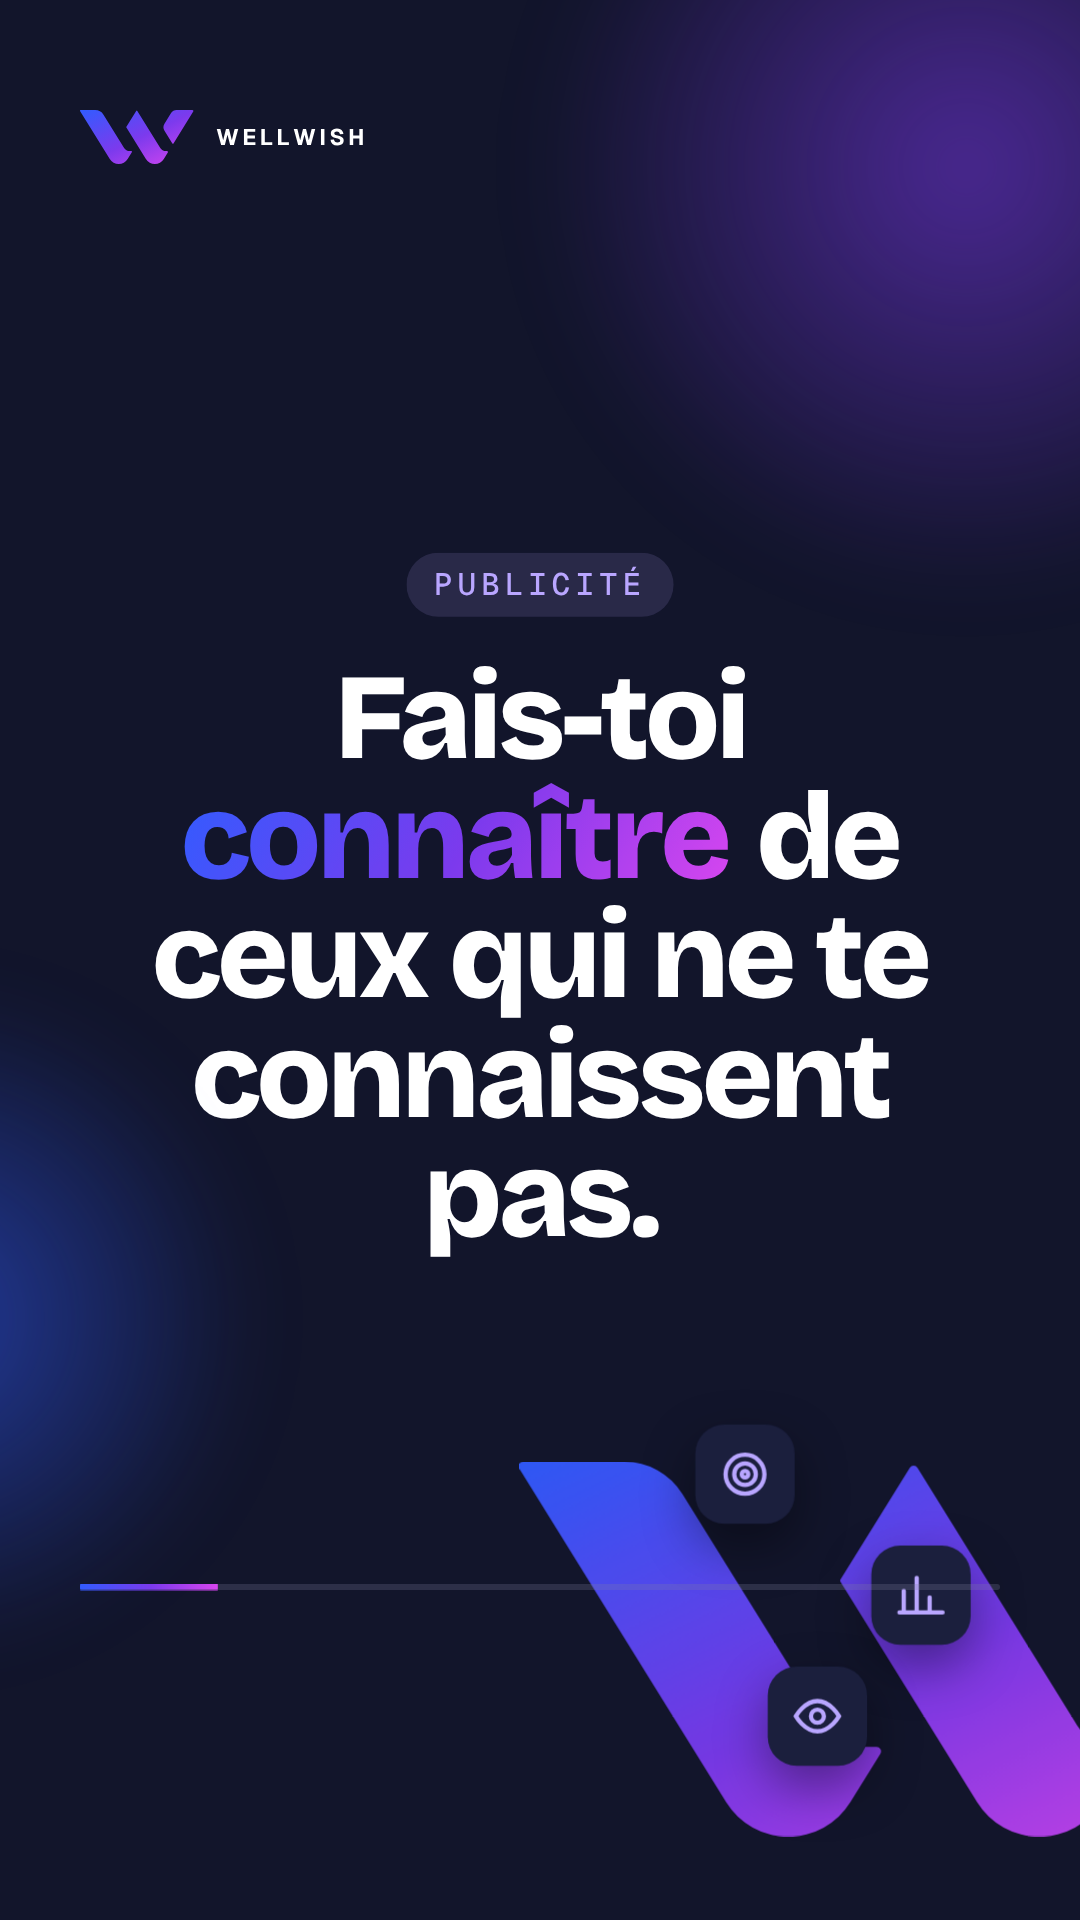 WELLWISH
PUBLICITÉ
Fais-toi
connaître de
ceux qui ne te
connaissent
pas.